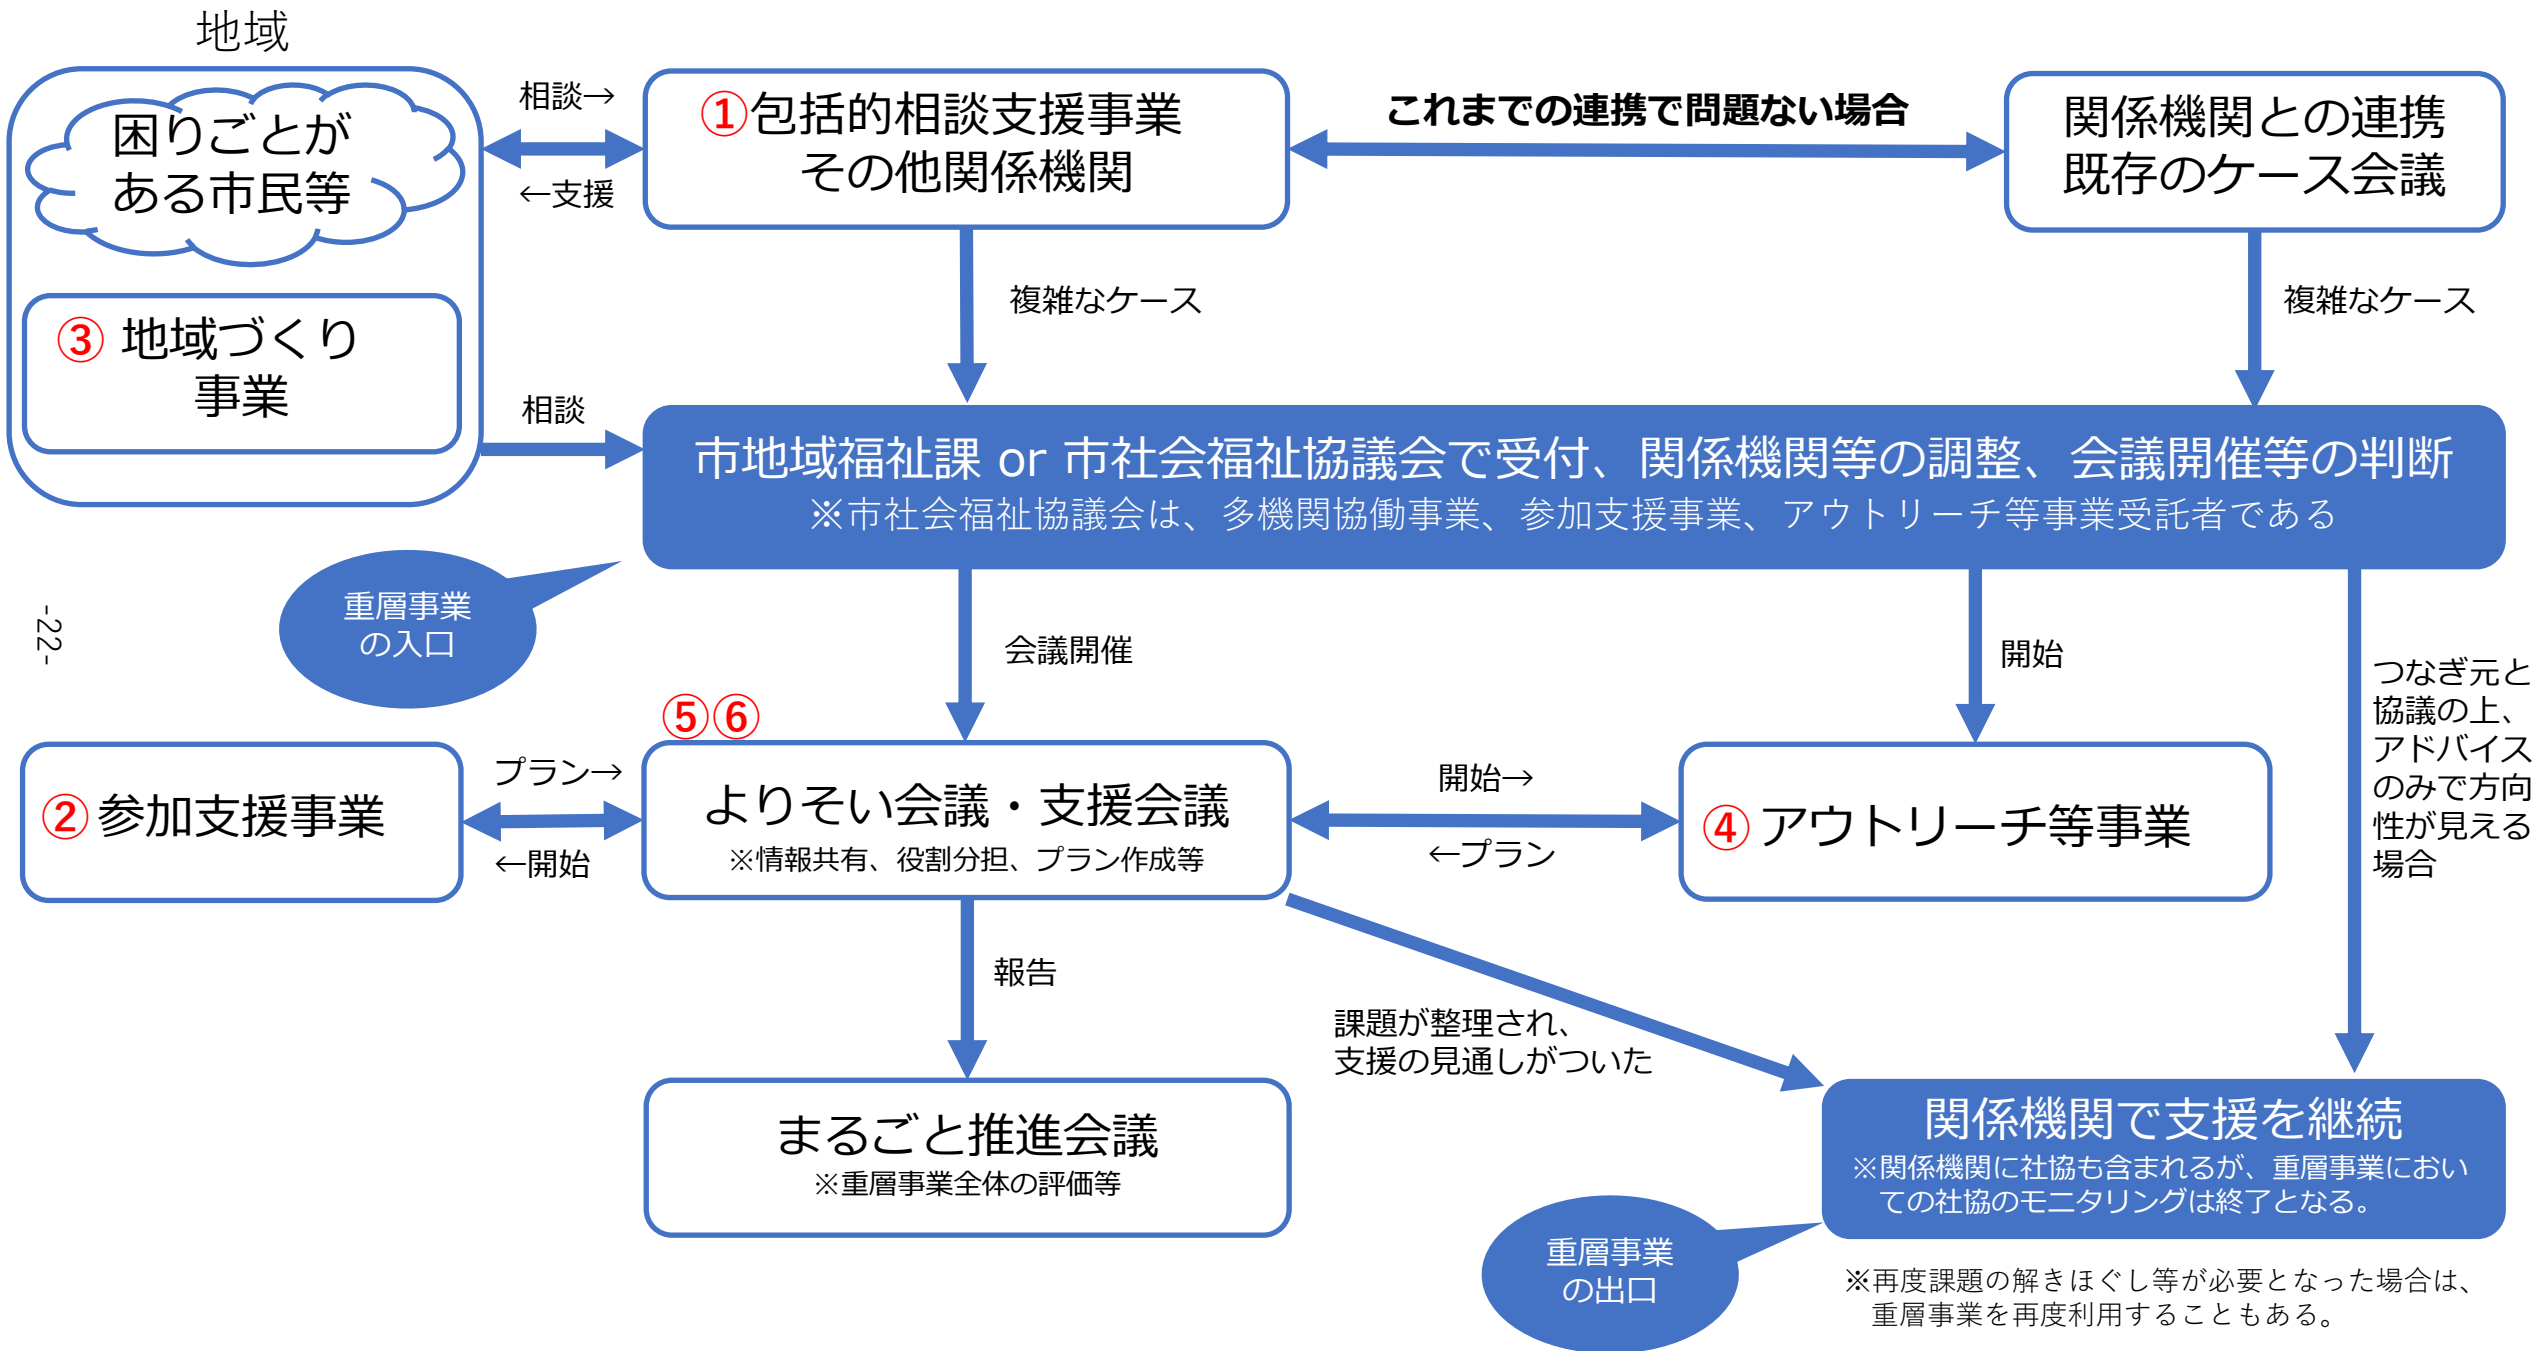 地域
困りごとが
ある市民等
③ 地域づくり
事業
相談→
←支援
①包括的相談支援事業
その他関係機関
これまでの連携で問題ない場合
関係機関との連携
既存のケース会議
複雑なケース
複雑なケース
相談
市地域福祉課 or 市社会福祉協議会で受付、関係機関等の調整、会議開催等の判断
※市社会福祉協議会は、多機関協働事業、参加支援事業、アウトリーチ等事業受託者である
重層事業
の入口
-22-
会議開催
開始
つなぎ元と
協議の上、
アドバイス
のみで方向
性が見える
場合
② 参加支援事業
プラン→
←開始
⑤⑥
よりそい会議・支援会議
※情報共有、役割分担、プラン作成等
開始→
←プラン
④ アウトリーチ等事業
報告
課題が整理され、
支援の見通しがついた
まるごと推進会議
※重層事業全体の評価等
関係機関で支援を継続
※関係機関に社協も含まれるが、重層事業におい
ての社協のモニタリングは終了となる。
重層事業
の出口
※再度課題の解きほぐし等が必要となった場合は、
重層事業を再度利用することもある。